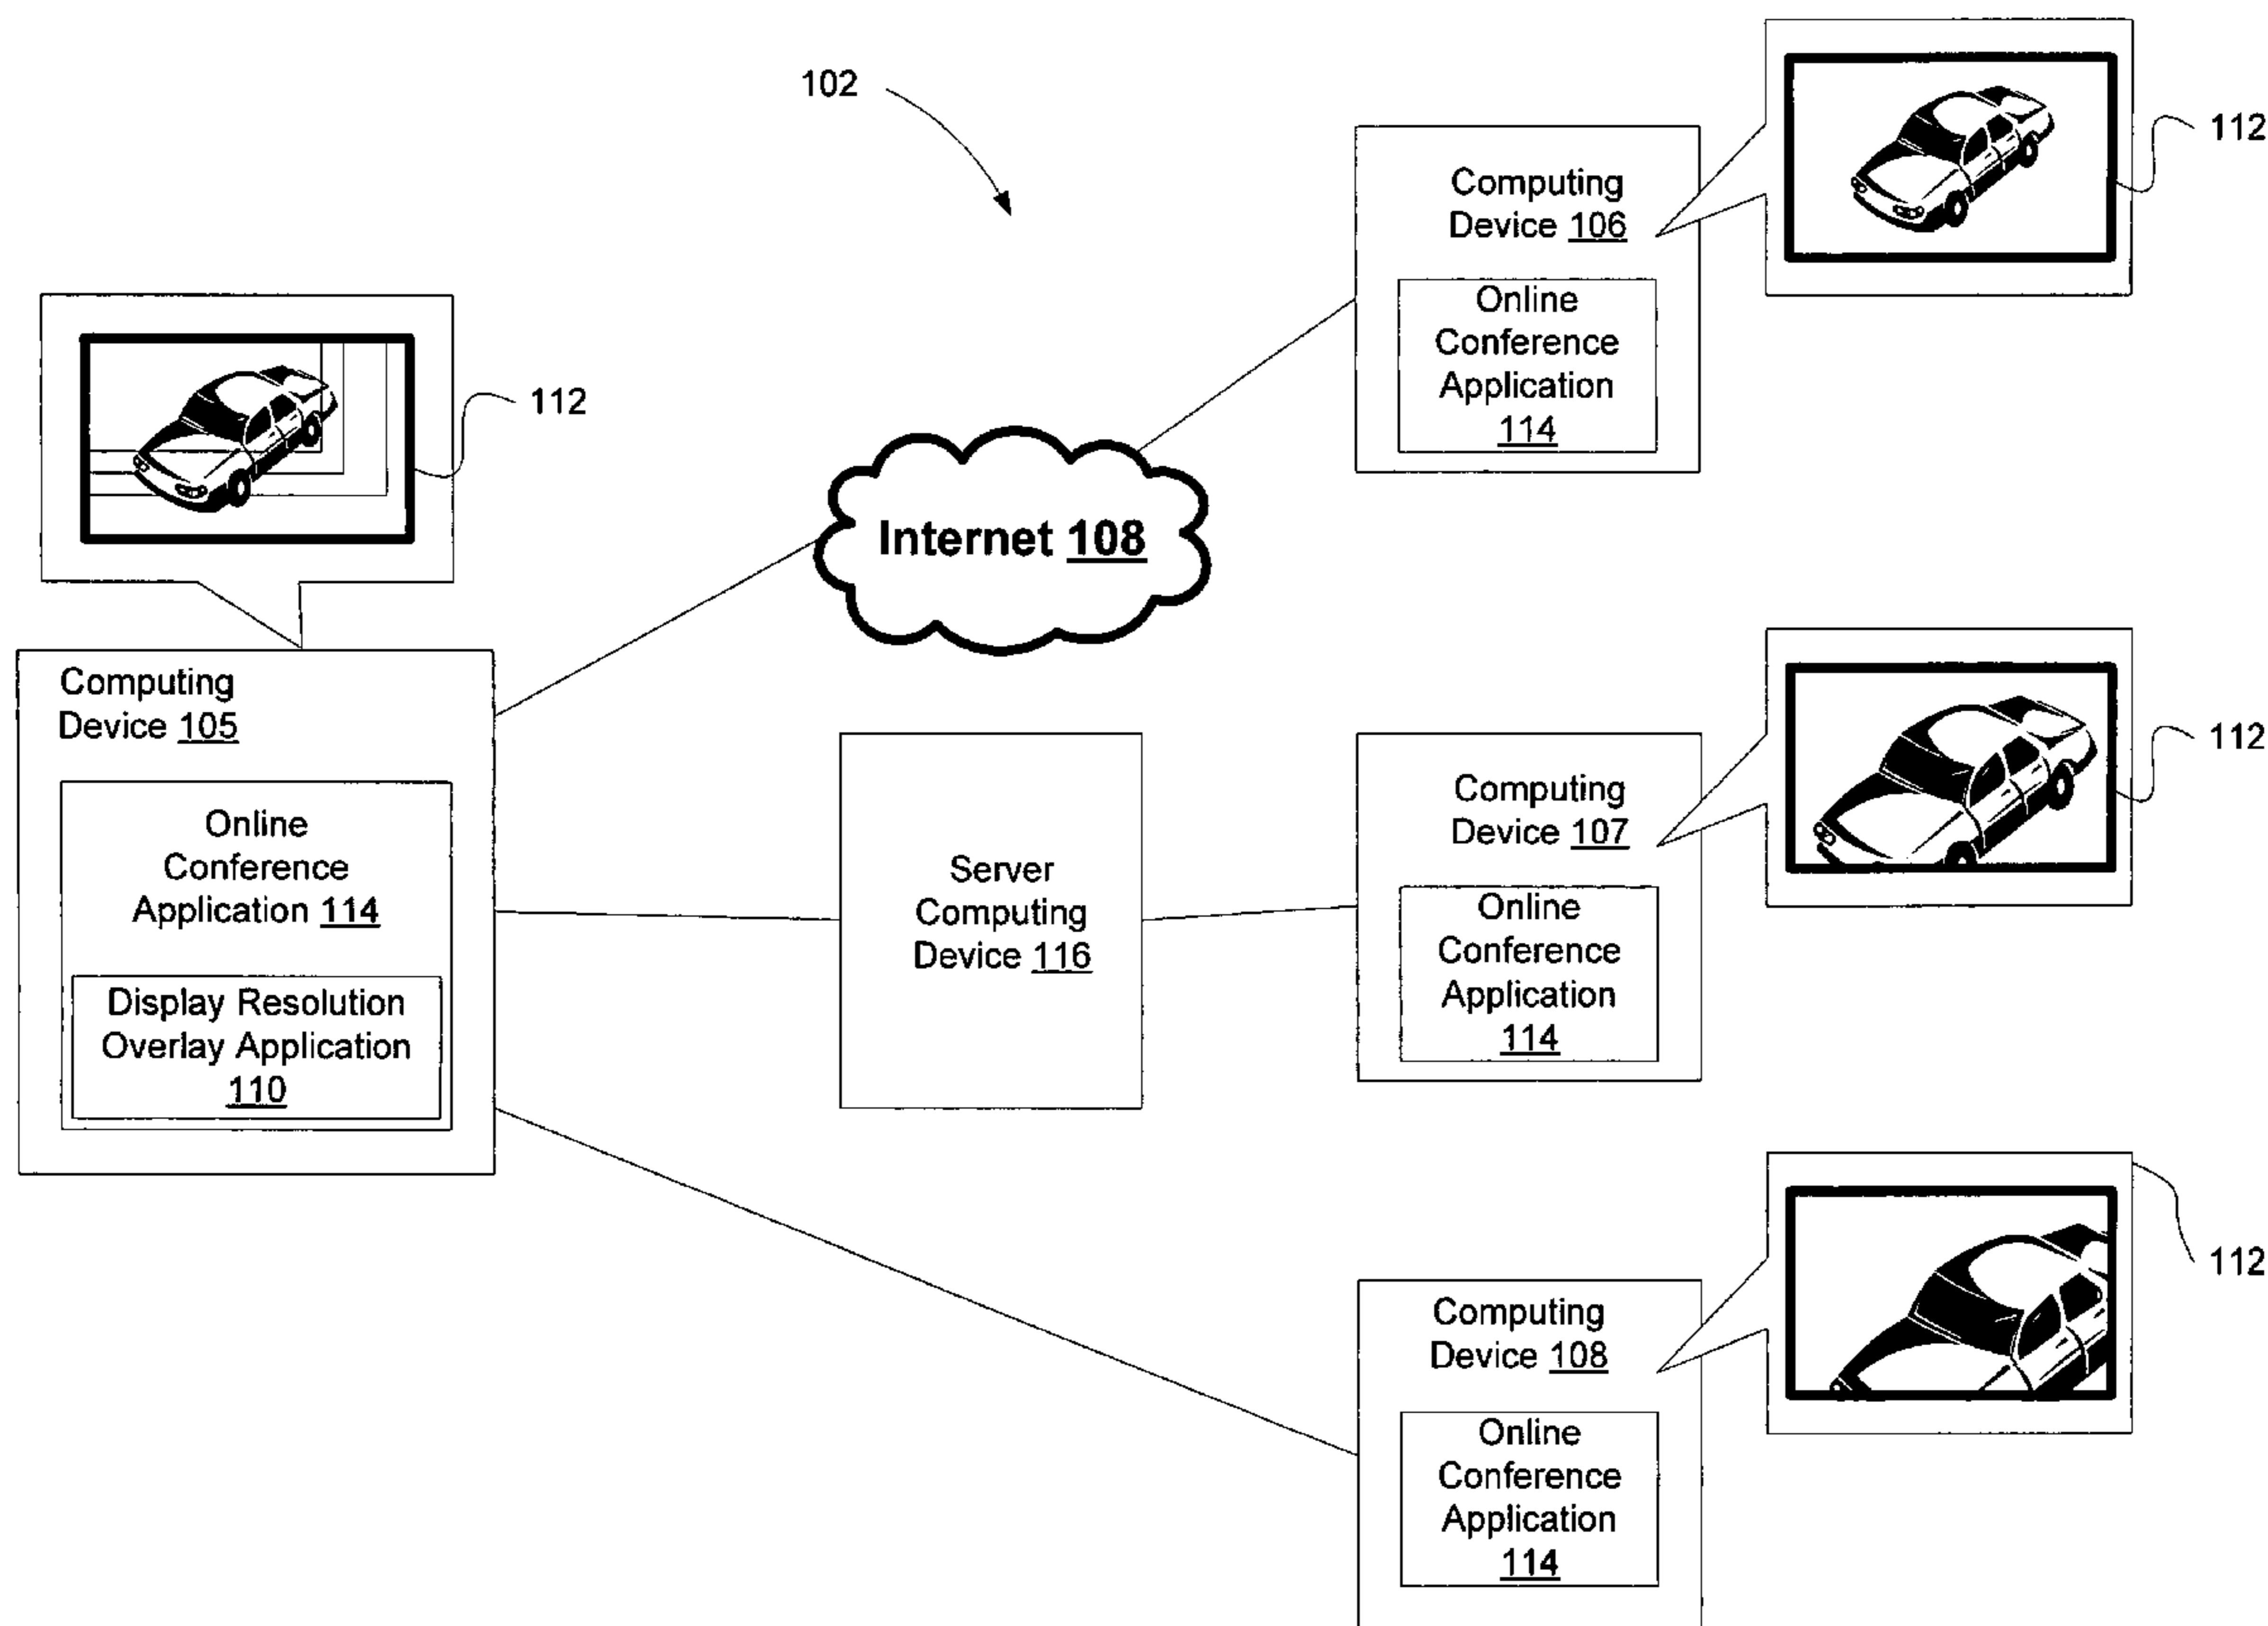 102
112
Computing
Device 106
Online
Conference
Application
114
112
Internet 108
Computing
Device 105
Online
Conference
Application 114
Display Resolution
Overlay Application
110
Server
Computing
Device 116
112
Computing
Device 107
Online
Conference
Application
114
112
Computing
Device 108
Online
Conference
Application
114